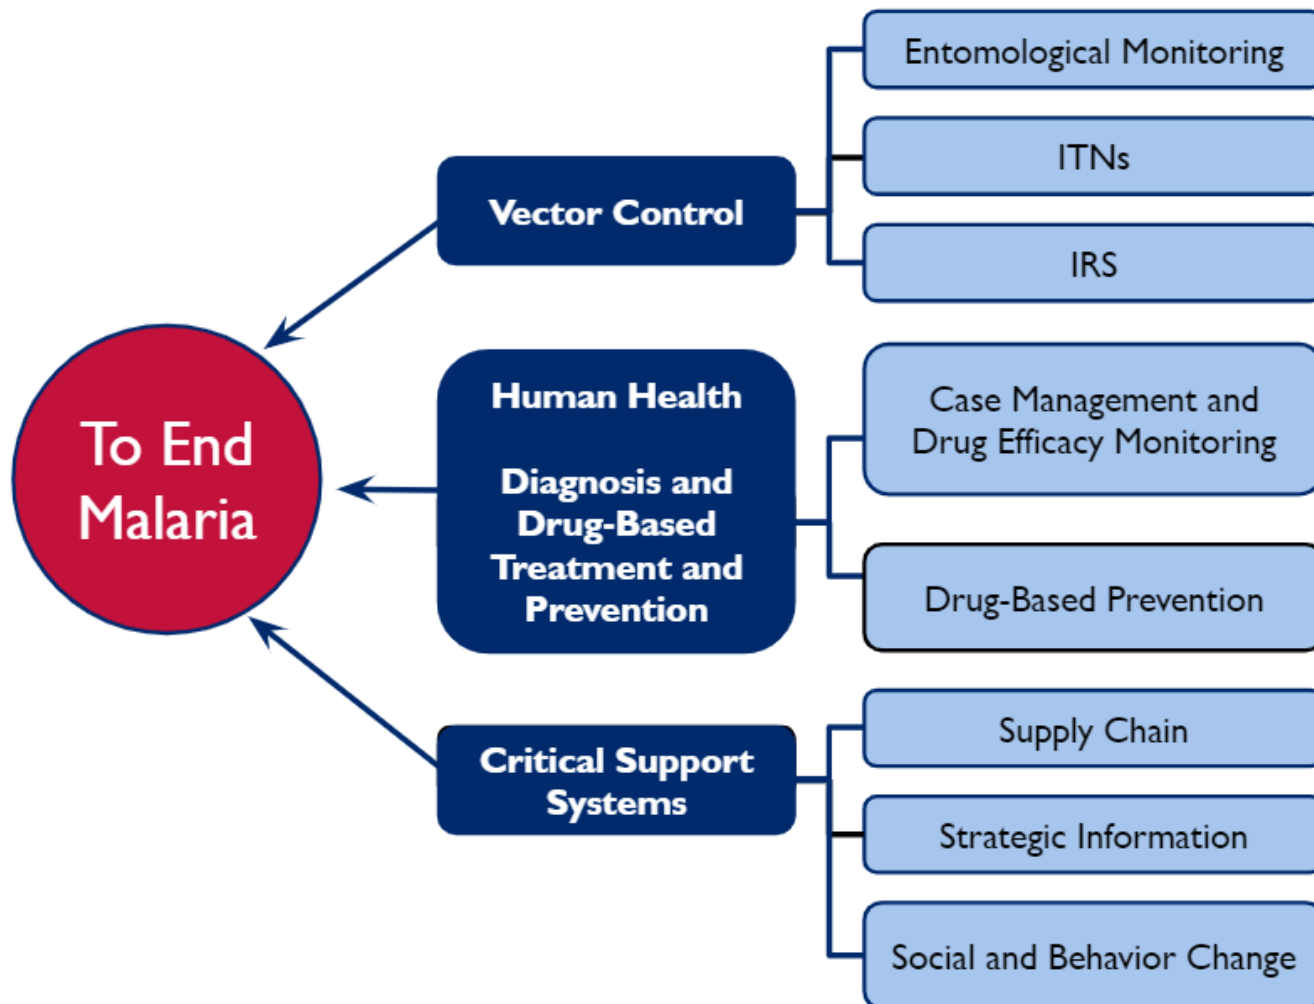 To End
Malaria
Vector Control
Entomological Monitoring
ITNs
IRS
Human Health
Diagnosis and
Drug-Based
Treatment and
Prevention
Case Management and
Drug Efficacy Monitoring
Drug-Based Prevention
Critical Support
Systems
Supply Chain
Strategic Information
Social and Behavior Change